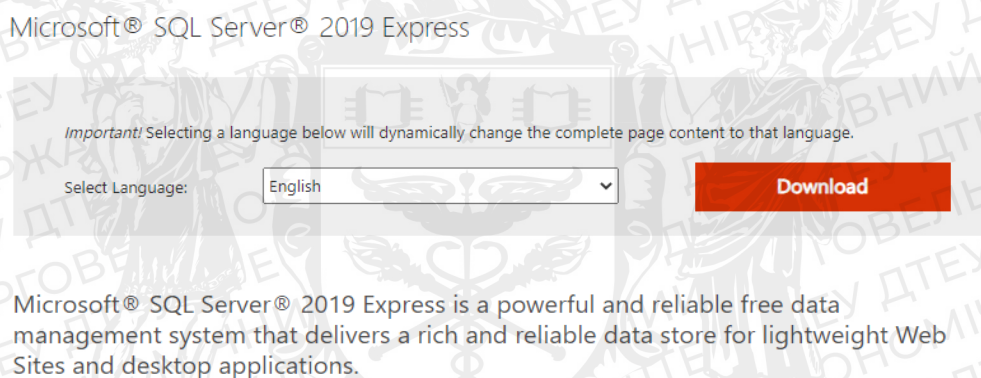 Microsoft® SQL Server® 2019 Express
Important! Selecting a language below will dynamically change the complete page content to that language.
Select Language:
English
Download
Microsoft® SQL Server® 2019 Express is a powerful and reliable free data
management system that delivers a rich and reliable data store for lightweight Web
Sites and desktop applications.